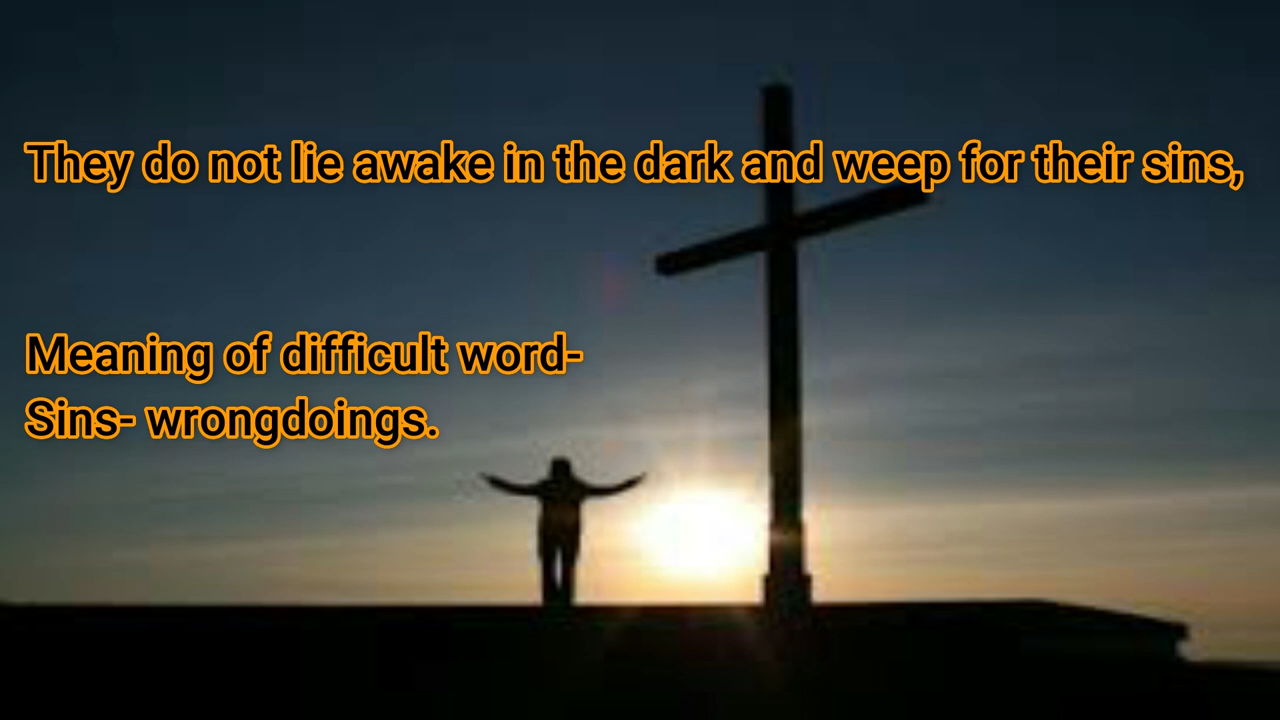 They do not lie awake in the dark and weep for their sins,
Meaning of difficult word-
Sins- wrongdoings.